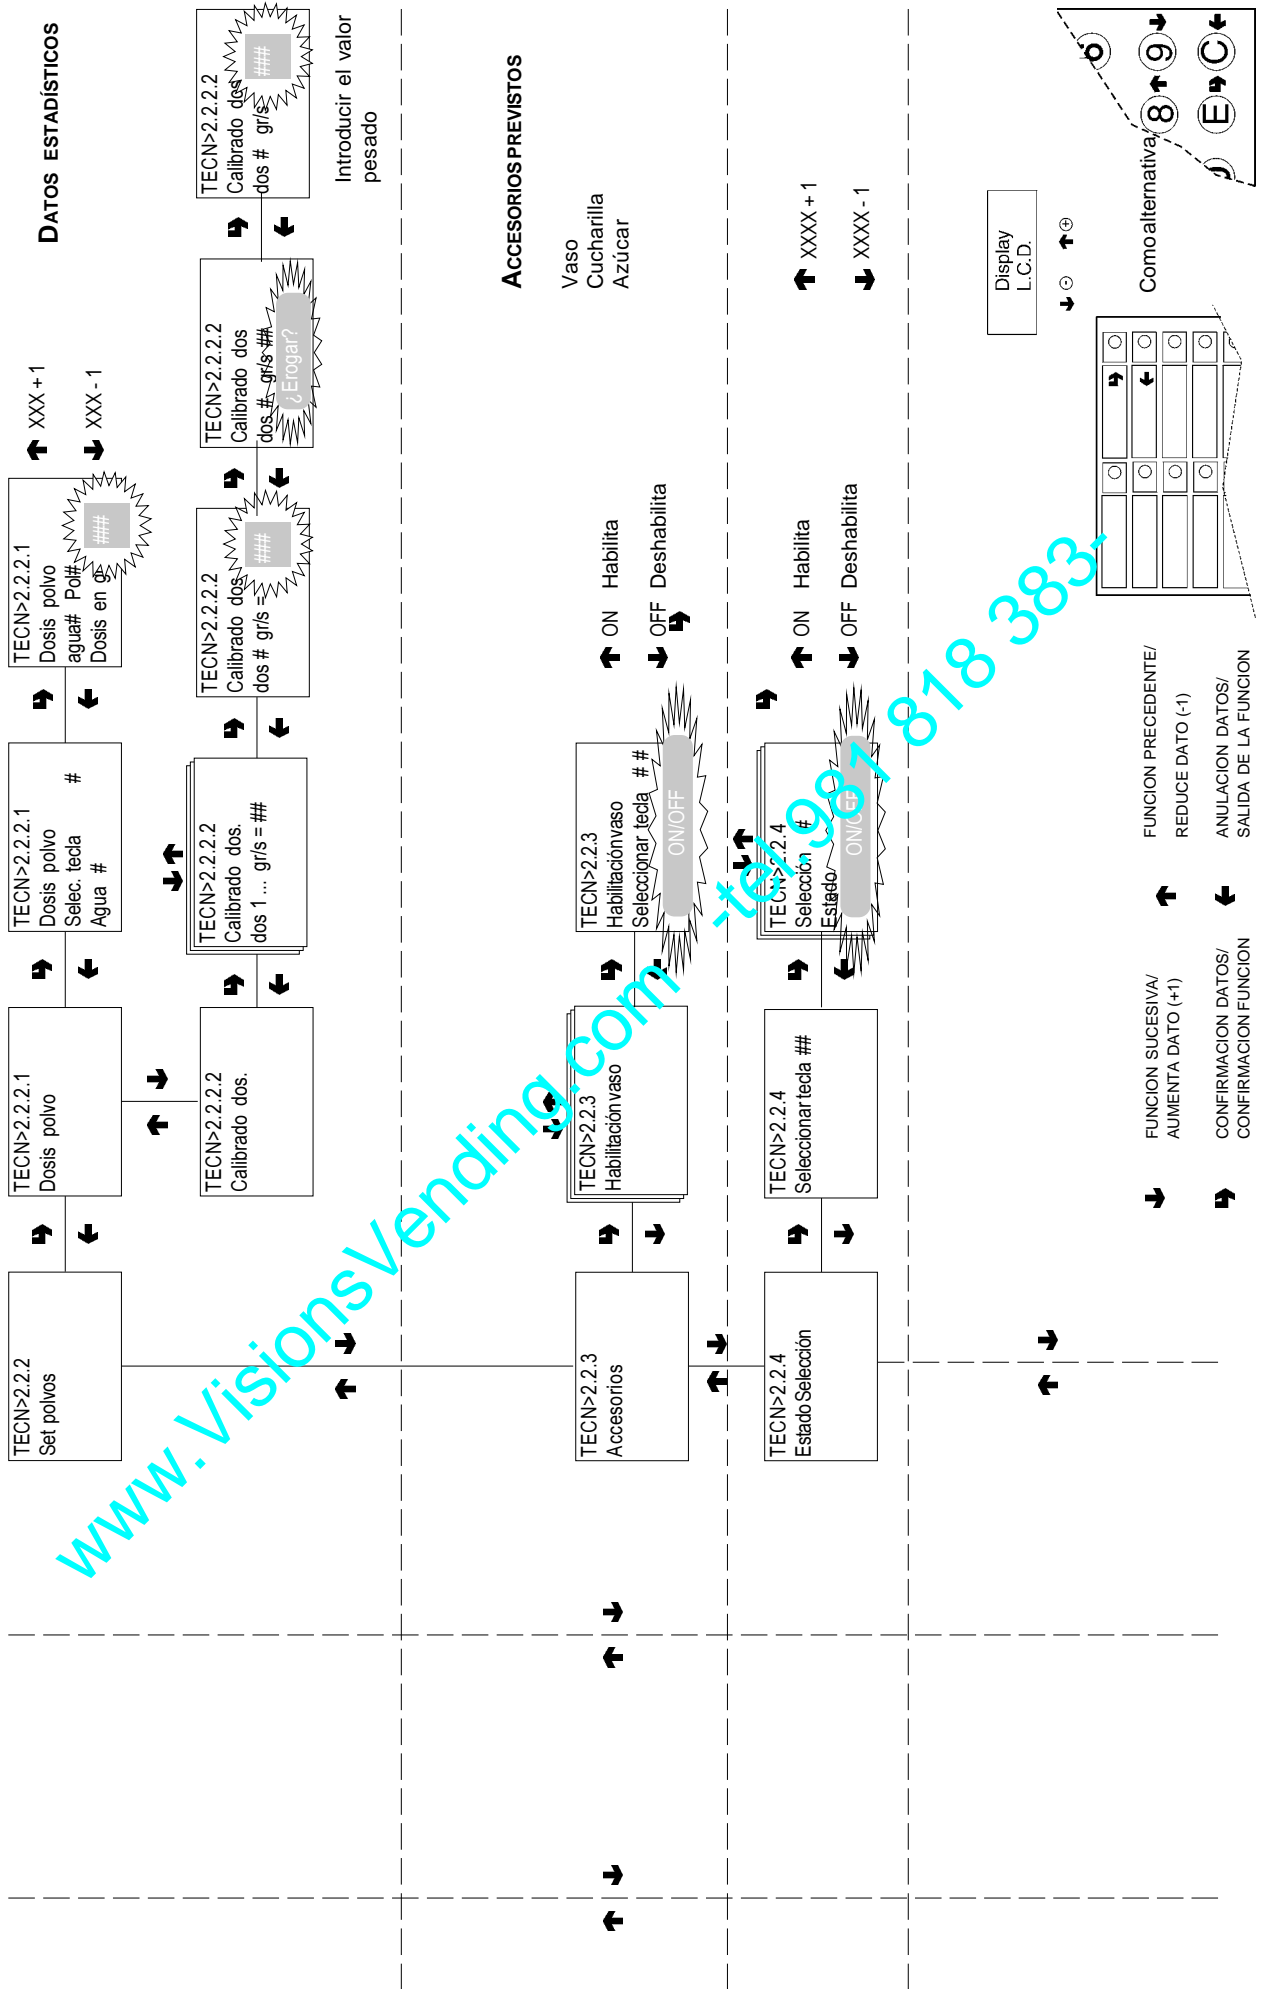 DATOS ESTADÍSTICOS
TECN>2.2.2
Set polvos
TECN>2.2.2.1
Dosis polvo
TECN>2.2.2.1
Dosis polvo
Selec. tecla #
Agua #
TECN>2.2.2.1
Dosis polvo
agua# Pol#
Dosis en g
###
XXX + 1
XXX - 1
TECN>2.2.2.2
Calibrado dos.
TECN>2.2.2.2
Calibrado dos.
dos 1 ... gr/s = ##
TECN>2.2.2.2
Calibrado dos
dos # gr/s =
###
TECN>2.2.2.2
Calibrado dos
dos # gr/s ##
¿Erogar?
TECN>2.2.2.2
Calibrado dos
dos # gr/s
###
Introducir el valor
pesado
ACCESORIOS PREVISTOS
Vaso
Cucharilla
Azúcar
TECN>2.2.3
Accesorios
TECN>2.2.3
Habilitación vaso
TECN>2.2.3
Habilitación vaso
Seleccionar tecla # #
ON/OFF
ON Habilita
OFF Deshabilita
TECN>2.2.4
Estado Selección
TECN>2.2.4
Seleccionar tecla ##
TECN>2.2.4
Selección #
Estado
ON/OFF
ON Habilita
OFF Deshabilita
XXXX + 1
XXXX - 1
FUNCION SUCESIVA/
AUMENTA DATO (+1)
FUNCION PRECEDENTE/
REDUCE DATO (-1)
CONFIRMACION DATOS/
CONFIRMACION FUNCION
ANULACION DATOS/
SALIDA DE LA FUNCION
Display
L.C.D.
Como alternativa
6
8 9
E C
www.VisionsVending.com -tel.981 818 383-